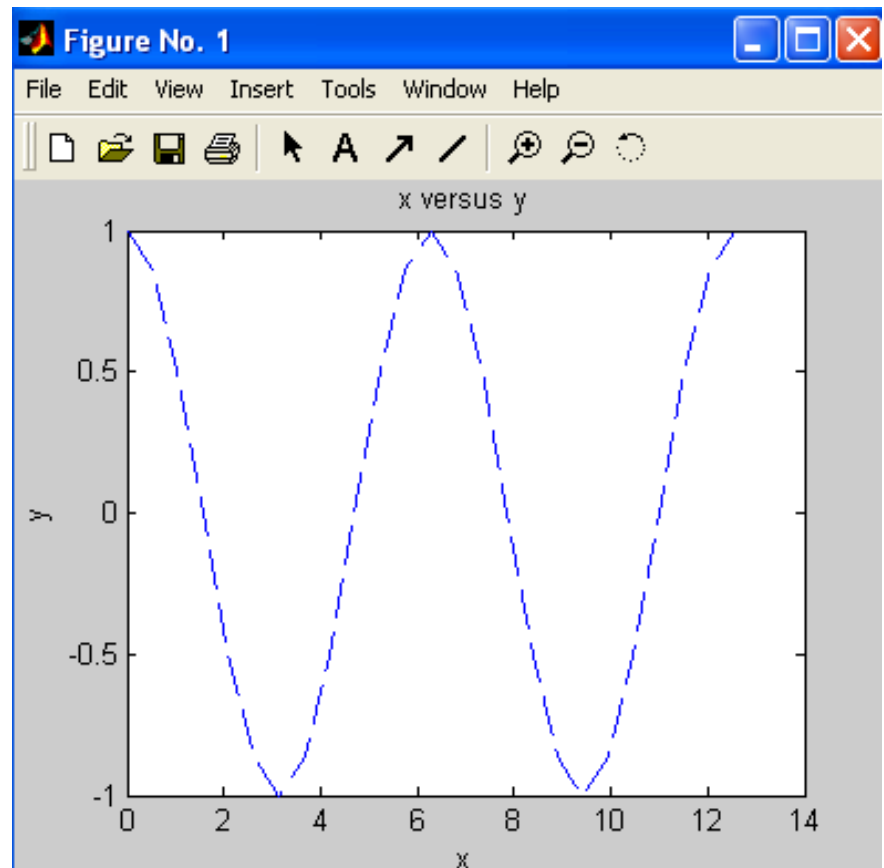 Figure No. 1
File Edit View Insert Tools Window Help
A
x versus y
1
0.5
0
-0.5
-1
y
0 2 4 6 8 10 12 14
x